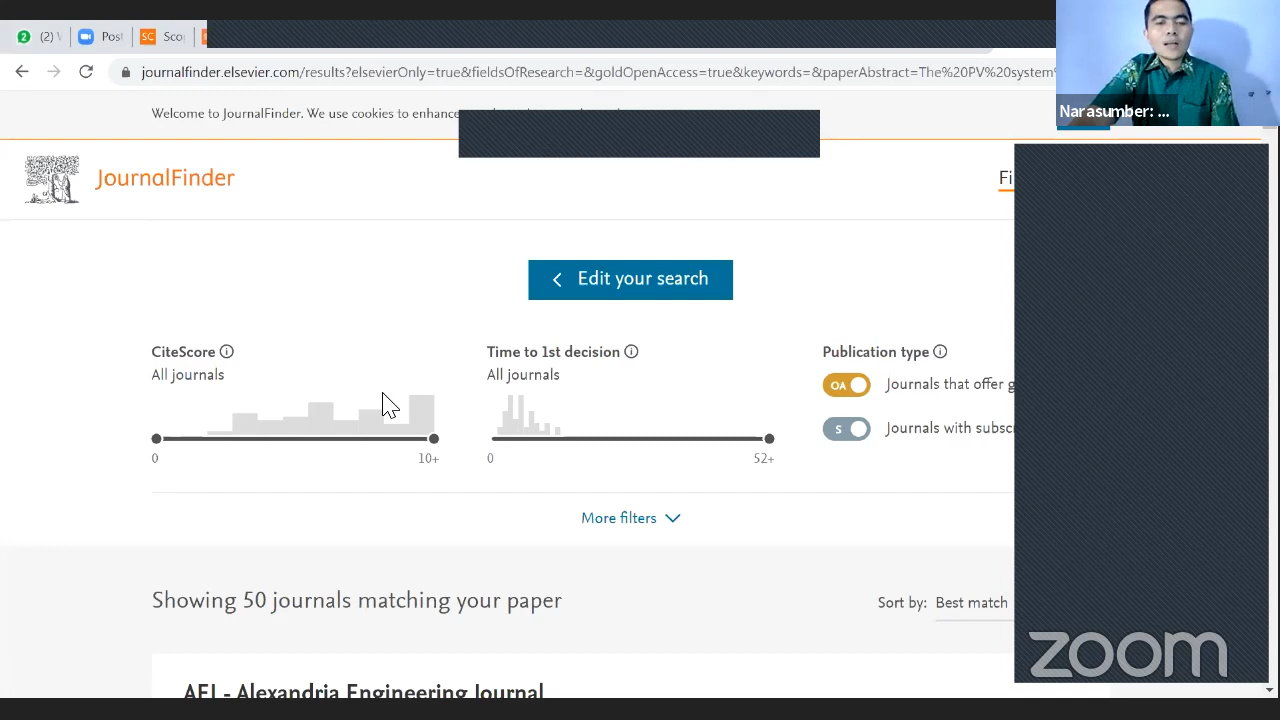 (2)
Post
SC Sco
journalfinder.elsevier.com/results?elsevierOnly=true&fieldsOfResearch=&goldOpenAccess=true&keywords=&paperAbstract=The%20PV%20system
Narasumber: ...
Welcome to JournalFinder. We use cookies to enhance
JournalFinder
Edit your search
CiteScore
All journals
0 10+
Time to 1st decision
All journals
0 52+
Publication type
OA Journals that offer
S Journals with
More filters
Showing 50 journals matching your paper
Sort by: Best match
AEJ - Alexandria Engineering Journal
zoom